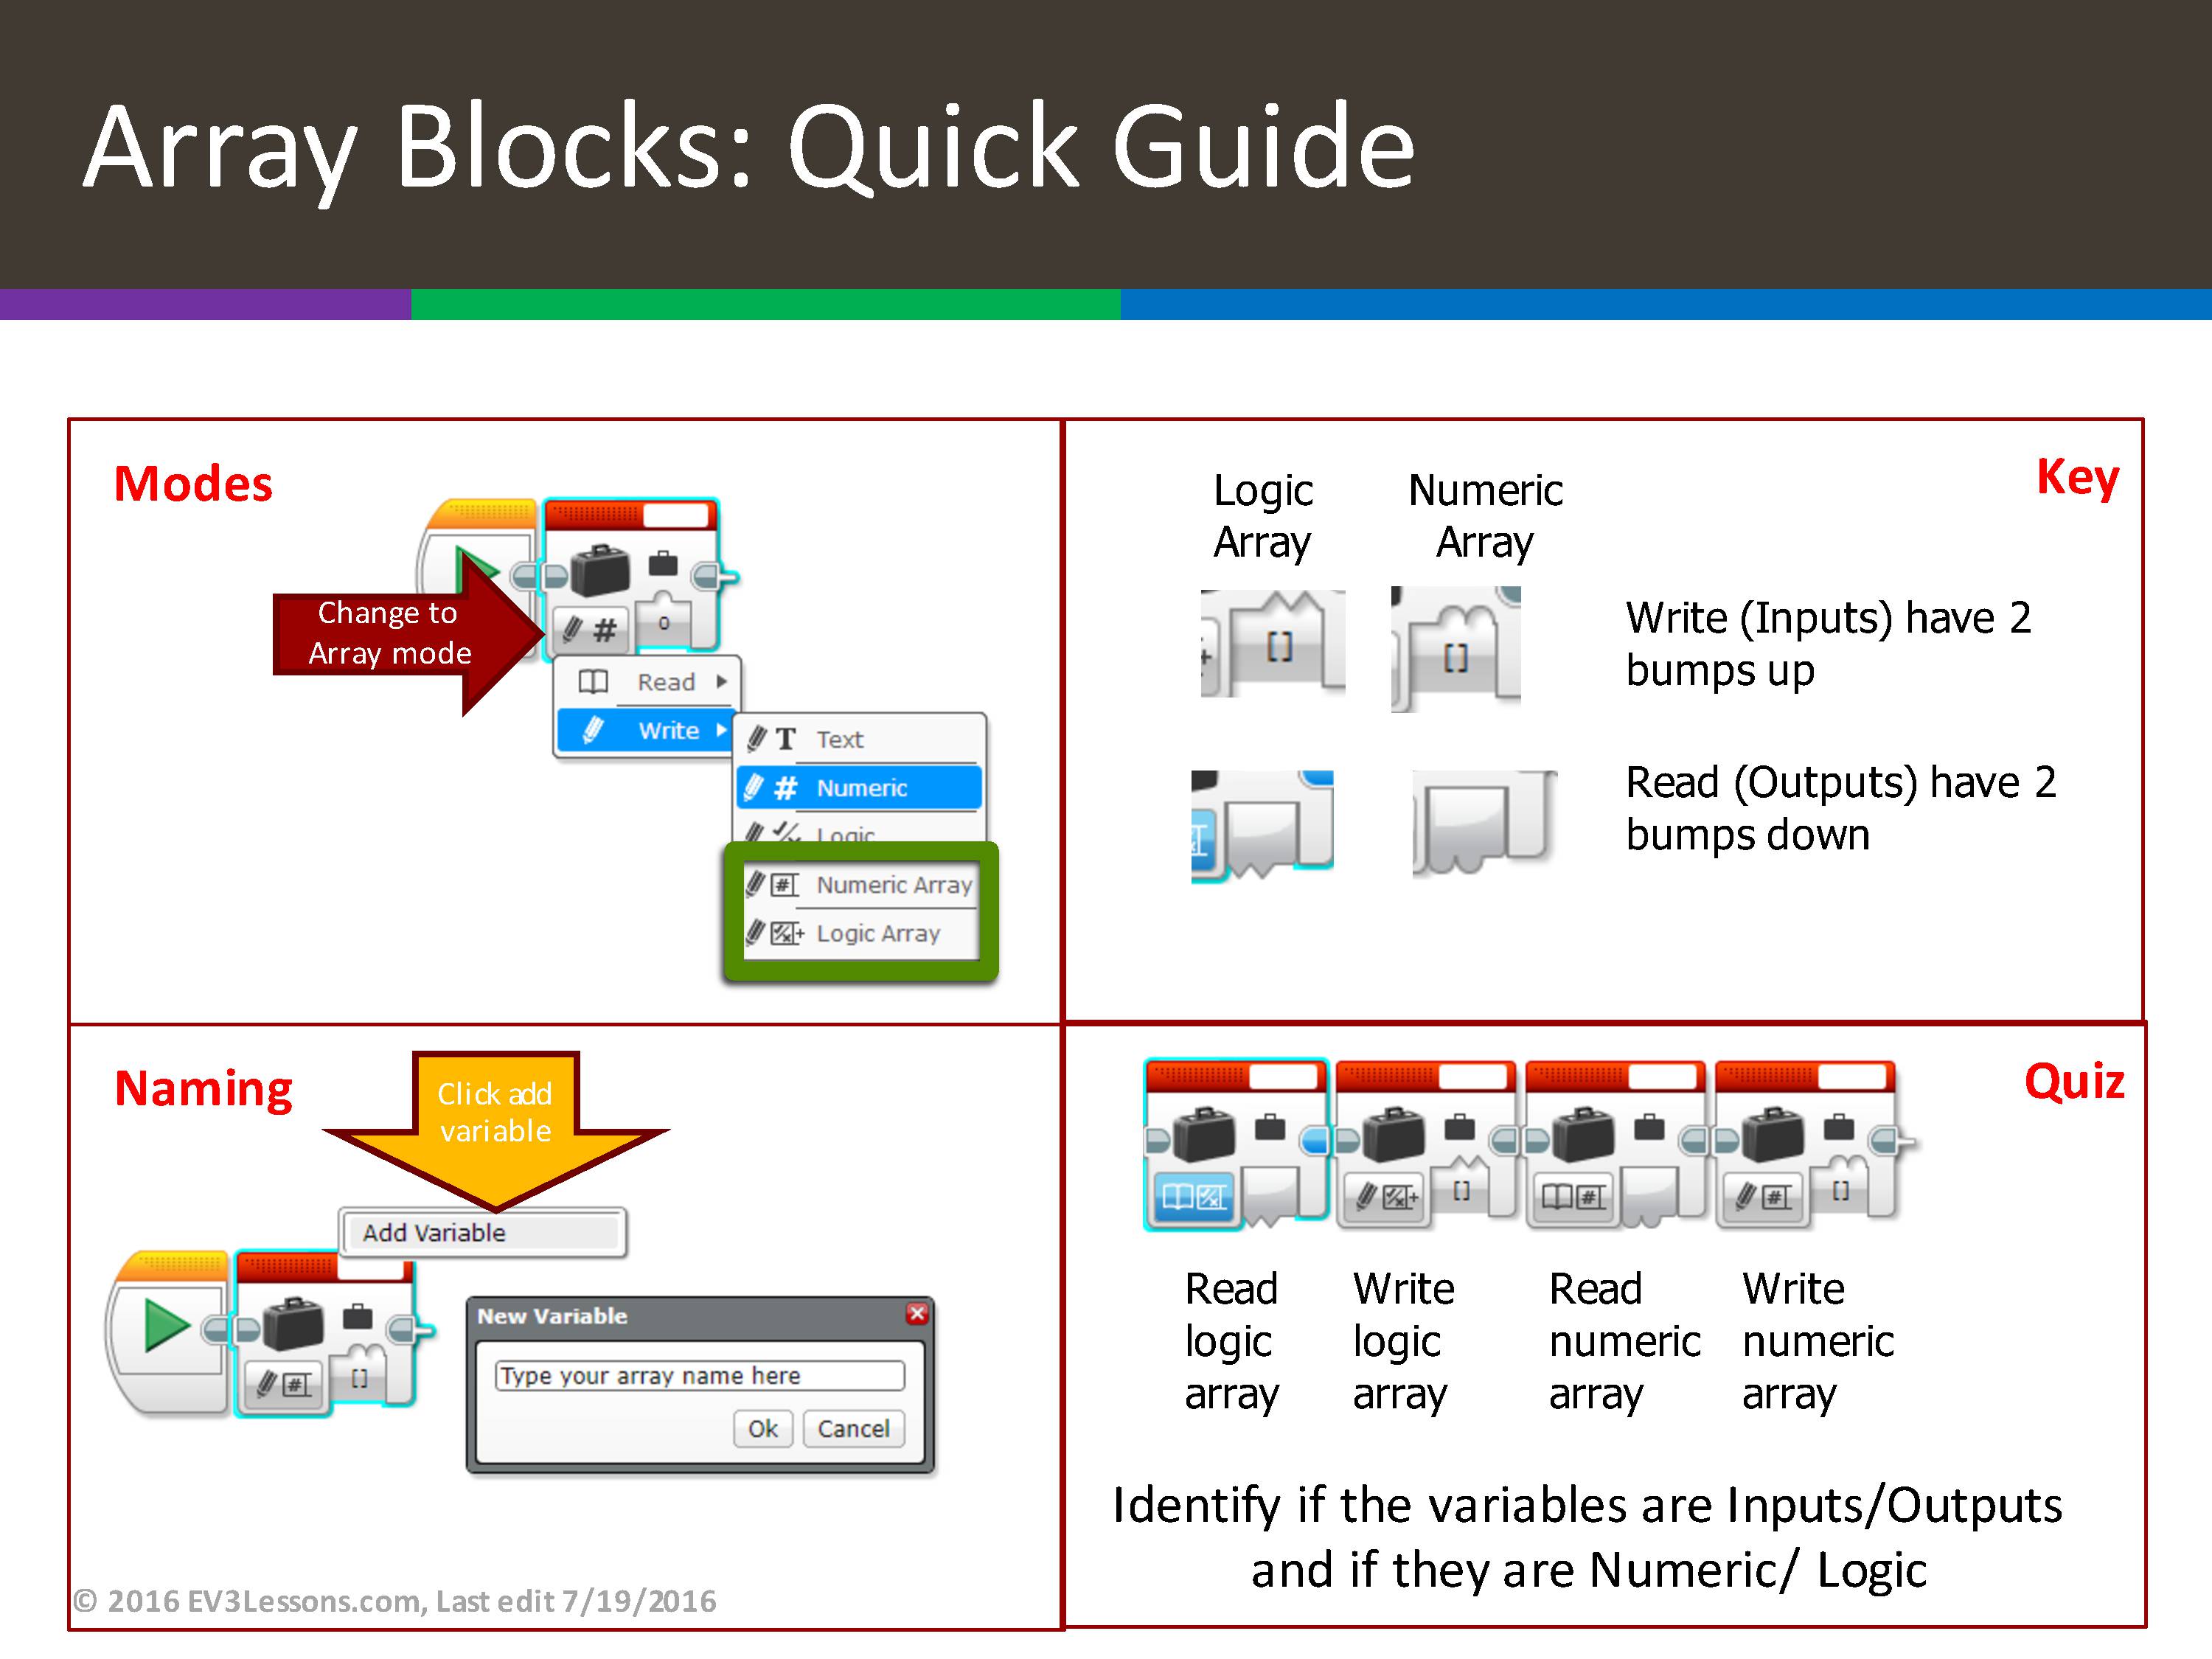 Array Blocks: Quick Guide
Modes
Change to
Array mode
#
0
Read
Write
T Text
# Numeric
Logic
# Numeric Array
Logic Array
Key
Logic
Array
Numeric
Array
[]
[]
Write (Inputs) have 2
bumps up
Read (Outputs) have 2
bumps down
Naming
Click add
variable
Add Variable
#
[]
New Variable
Type your array name here
Ok
Cancel
Quiz
[]
#
#
[]
Read
logic
array
Write
logic
array
Read
numeric
array
Write
numeric
array
Identify if the variables are Inputs/Outputs
and if they are Numeric/ Logic
© 2016 EV3Lessons.com, Last edit 7/19/2016